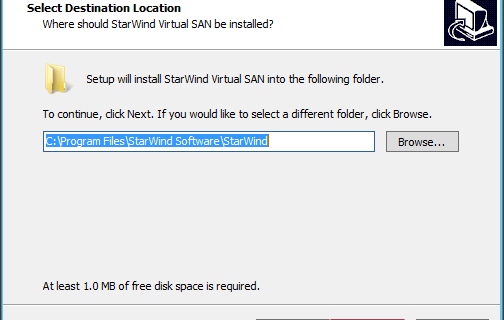 Select Destination Location
Where should StarWind Virtual SAN be installed?
Setup will install StarWind Virtual SAN into the following folder.
To continue, click Next. If you would like to select a different folder, click Browse.
C:\Program Files\StarWind Software\StarWind
Browse...
At least 1.0 MB of free disk space is required.